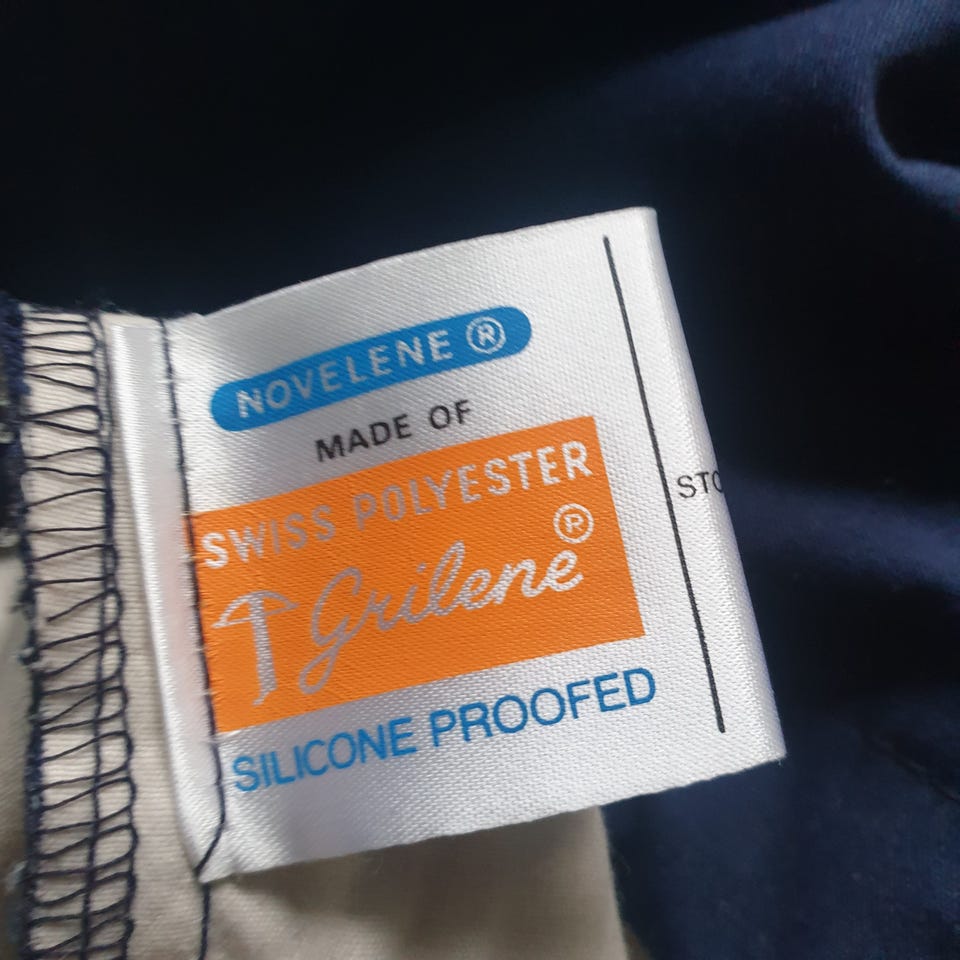 NOVELENE ®
MADE OF
SWISS POLYESTER
Grilene ®
SILICONE PROOFED